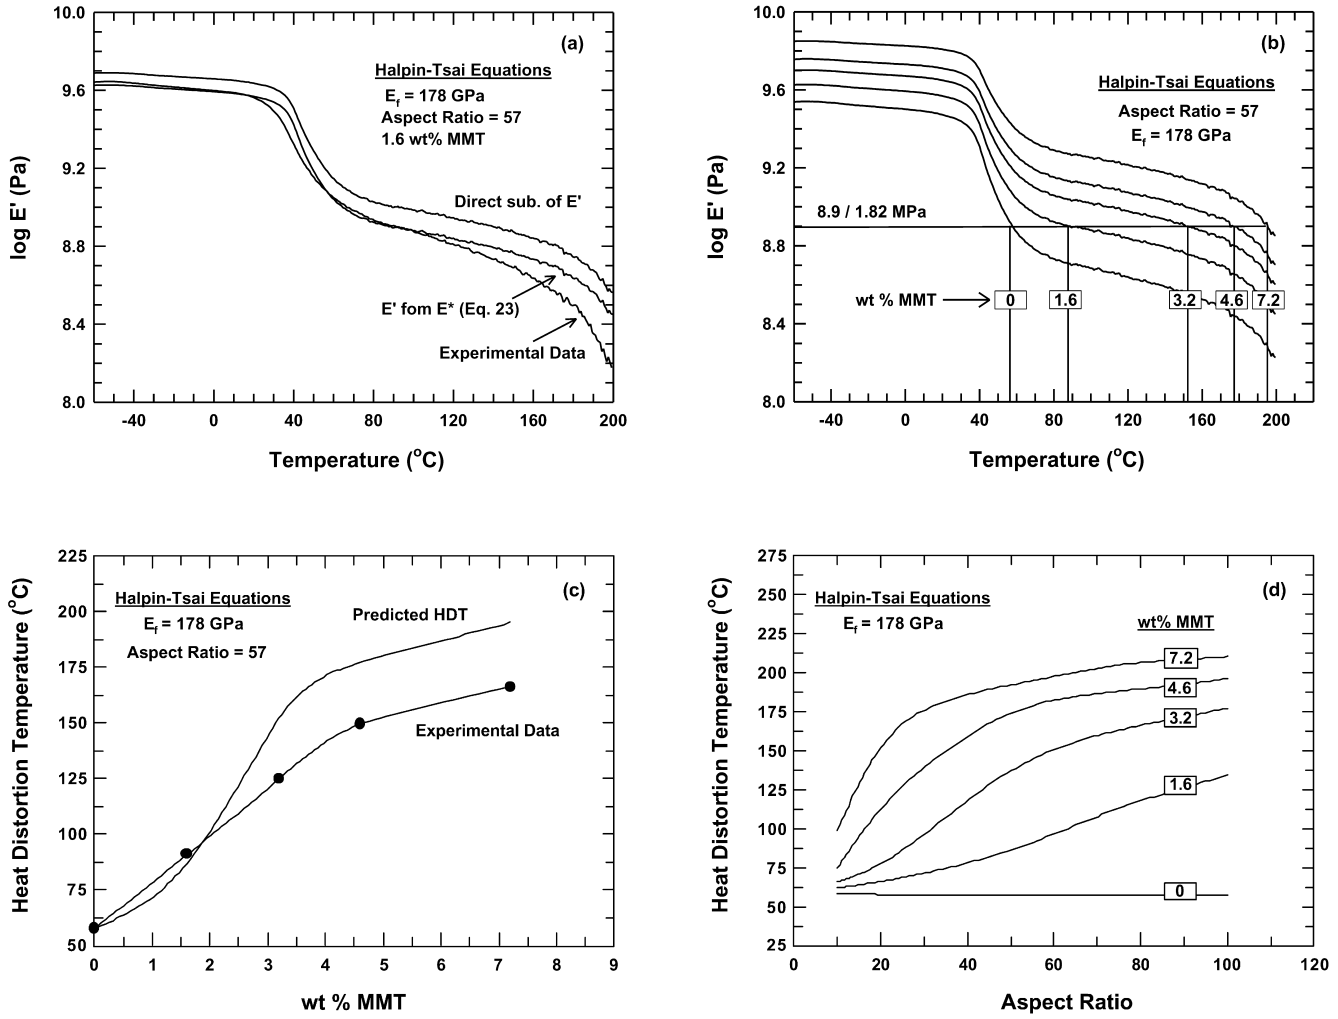 (a)
Halpin-Tsai Equations
Ef = 178 GPa
Aspect Ratio = 57
1.6 wt% MMT
Direct sub. of E'
E' fom E* (Eq. 23)
Experimental Data
10.0
9.6
9.2
8.8
8.4
8.0
-40 0 40 80 120 160 200
log E' (Pa)
Temperature (°C)
(b)
Halpin-Tsai Equations
Aspect Ratio = 57
Ef = 178 GPa
8.9 / 1.82 MPa
wt % MMT
0 1.6 3.2 4.6 7.2
10.0
9.6
9.2
8.8
8.4
8.0
-40 0 40 80 120 160 200
log E' (Pa)
Temperature (°C)
(c)
Halpin-Tsai Equations
Ef = 178 GPa
Aspect Ratio = 57
Predicted HDT
Experimental Data
225
200
175
150
125
100
75
50
0 1 2 3 4 5 6 7 8 9
Heat Distortion Temperature (°C)
wt % MMT
(d)
Halpin-Tsai Equations
Ef = 178 GPa
wt% MMT
7.2
4.6
3.2
1.6
0
275
250
225
200
175
150
125
100
75
50
25
0 20 40 60 80 100 120
Heat Distortion Temperature (°C)
Aspect Ratio